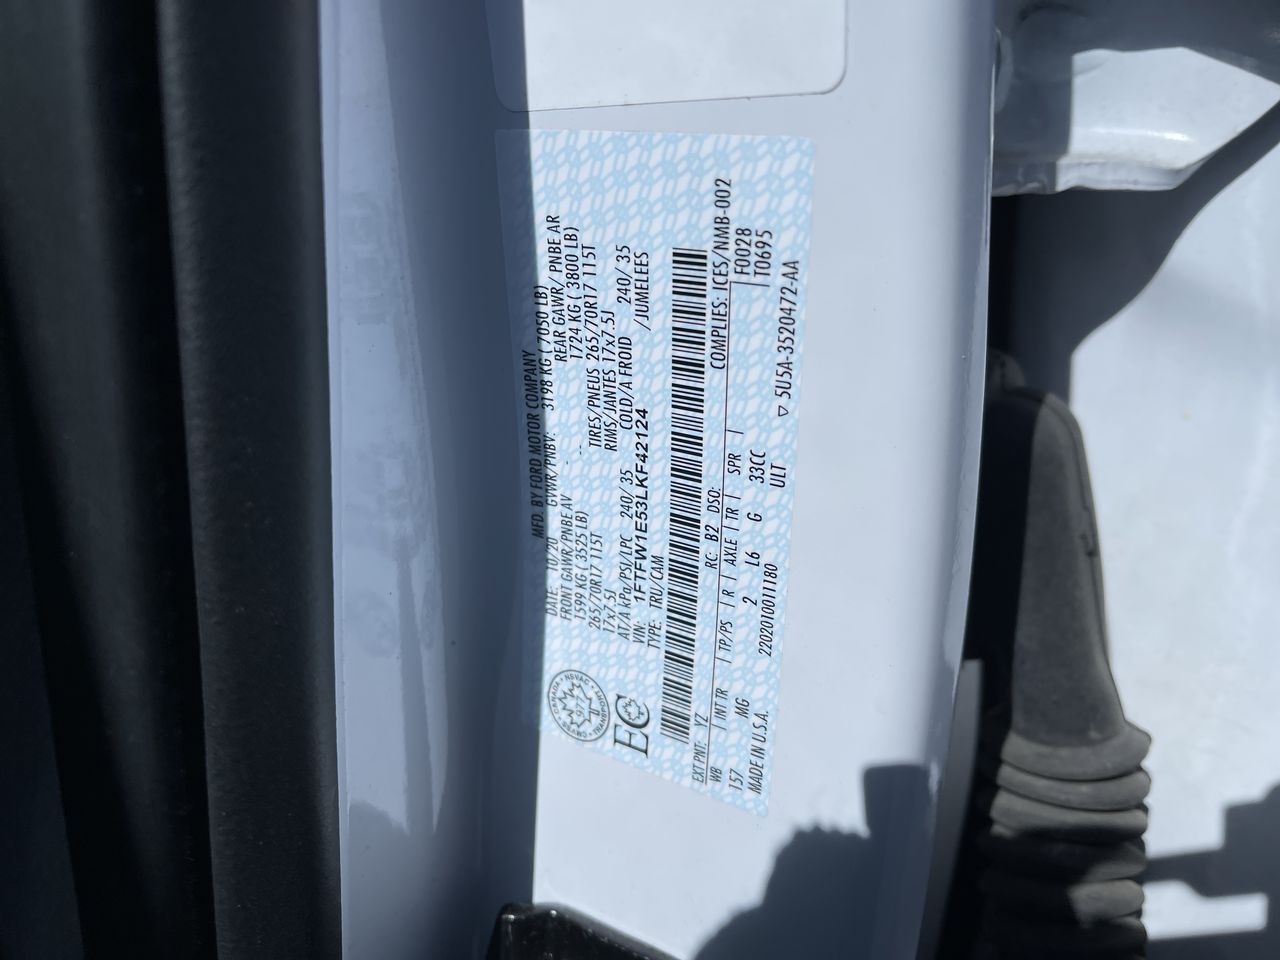 MFD. BY FORD MOTOR COMPANY
DATE: 10/20 GVWR/PNBV: 3198 KG ( 7050 LB)
FRONT GAWR/PNBE AV REAR GAWR/ PNBE AR
1599 KG ( 3525 LB) - -- 1724 KG ( 3800 LB)
265/70R17 115T TIRES/PNEUS 265/70R17 115T
17x7.5J RIMS/JANTES 17x7.5J
AT/A kPa/PSI/LPC 240/ 35 COLD/A FROID 240/ 35
VIN: 1FTFW1E53LKF42124 /JUMELEES
TYPE: TRU/CAM
CANADA NSVAC
EC
EXT PNT: YZ RC: B2 DSO: COMPLIES: ICES/NMB-002
WB INT TR TP/PS R AXLE TR SPR F0028
157 MG 2 L6 G 33CC T0695
MADE IN U.S.A. 2202010011180 ULT ▽ 5U5A-3520472-AA